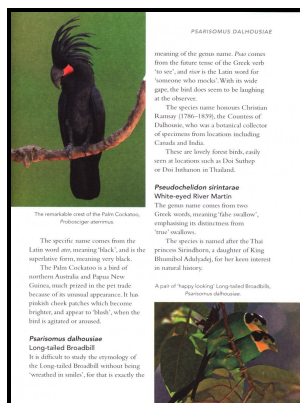 PSARISOMUS DALHOUSIAE
The remarkable crest of the Palm Cockatoo,
Probosciger aterrimus.
The specific name comes from the
Latin word ater, meaning 'black', and is the
superlative form, meaning very black.
The Palm Cockatoo is a bird of
northern Australia and Papua New
Guinea, much prized in the pet trade
because of its unusual appearance. It has
pinkish cheek patches which become
brighter, and appear to 'blush', when the
bird is agitated or aroused.
Psarisomus dalhousiae
Long-tailed Broadbill
It is difficult to study the etymology of
the Long-tailed Broadbill without being
'wreathed in smiles', for that is exactly the
meaning of the genus name. Psar comes
from the future tense of the Greek verb
'to see', and risor is the Latin word for
'someone who mocks'. With its wide
gape, the bird does seem to be laughing
at the observer.
The species name honours Christian
Ramsay (1786–1839), the Countess of
Dalhousie, who was a botanical collector
of specimens from locations including
Canada and India.
These are lovely forest birds, easily
seen at locations such as Doi Suthep
or Doi Inthanon in Thailand.
Pseudochelidon sirintarae
White-eyed River Martin
The genus name comes from two
Greek words, meaning 'false swallow',
emphasising its distinctness from
'true' swallows.
The species is named after the Thai
princess Sirindhorn, a daughter of King
Bhumibol Adulyadej, for her keen interest
in natural history.
A pair of 'happy looking' Long-tailed Broadbills,
Psarisomus dalhousiae.